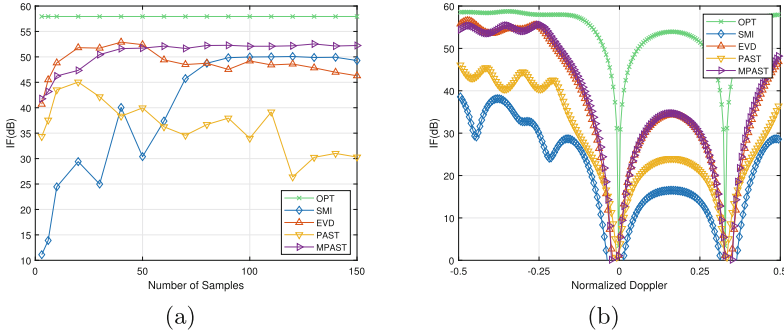 60
55
50
45
40
35
30
25
20
15
10
IF(dB)
0
50
100
150
Number of Samples
OPT
SMI
EVD
PAST
MPAST
(a)
60
50
40
30
20
10
0
IF(dB)
-0.5
-0.25
0
0.25
0.5
Normalized Doppler
OPT
SMI
EVD
PAST
MPAST
(b)